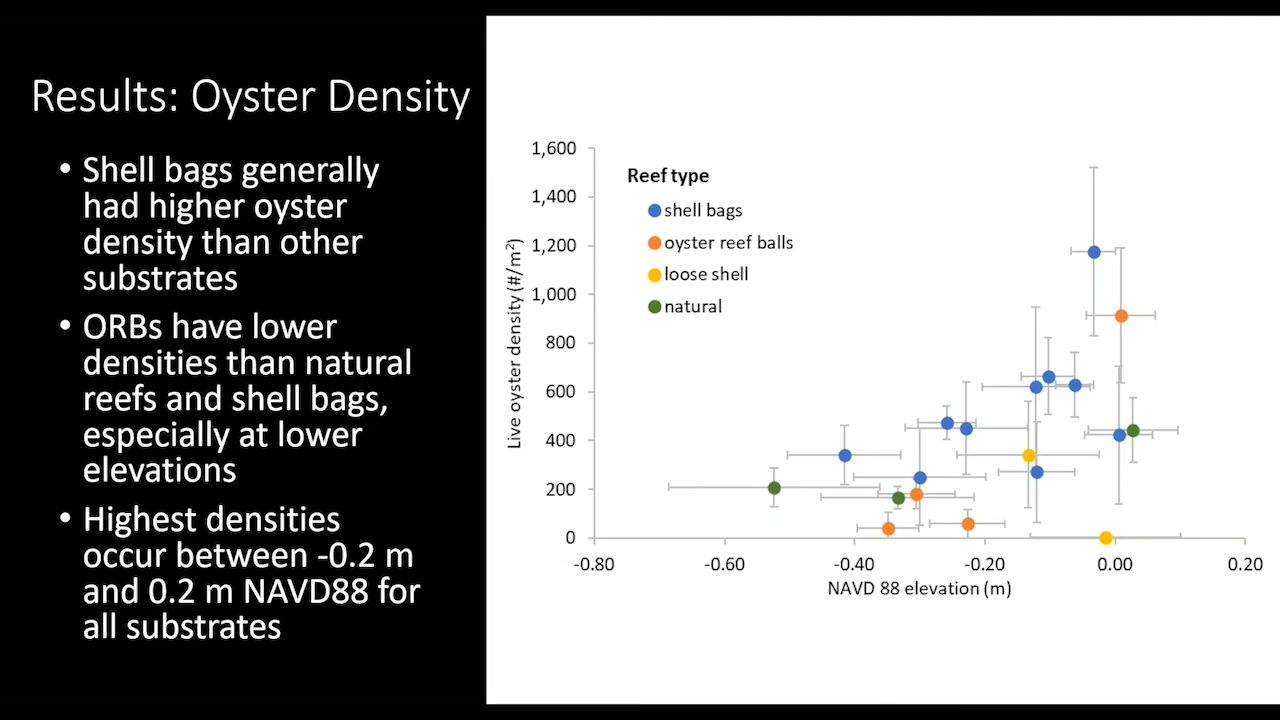 Results: Oyster Density
• Shell bags generally
had higher oyster
density than other
substrates
• ORBs have lower
densities than natural
reefs and shell bags,
especially at lower
elevations
• Highest densities
occur between -0.2 m
and 0.2 m NAVD88 for
all substrates
Live oyster density (#/m²)
1,600
1,400
1,200
1,000
800
600
400
200
0
Reef type
shell bags
oyster reef balls
loose shell
natural
-0.80 -0.60 -0.40 -0.20 0.00 0.20
NAVD 88 elevation (m)